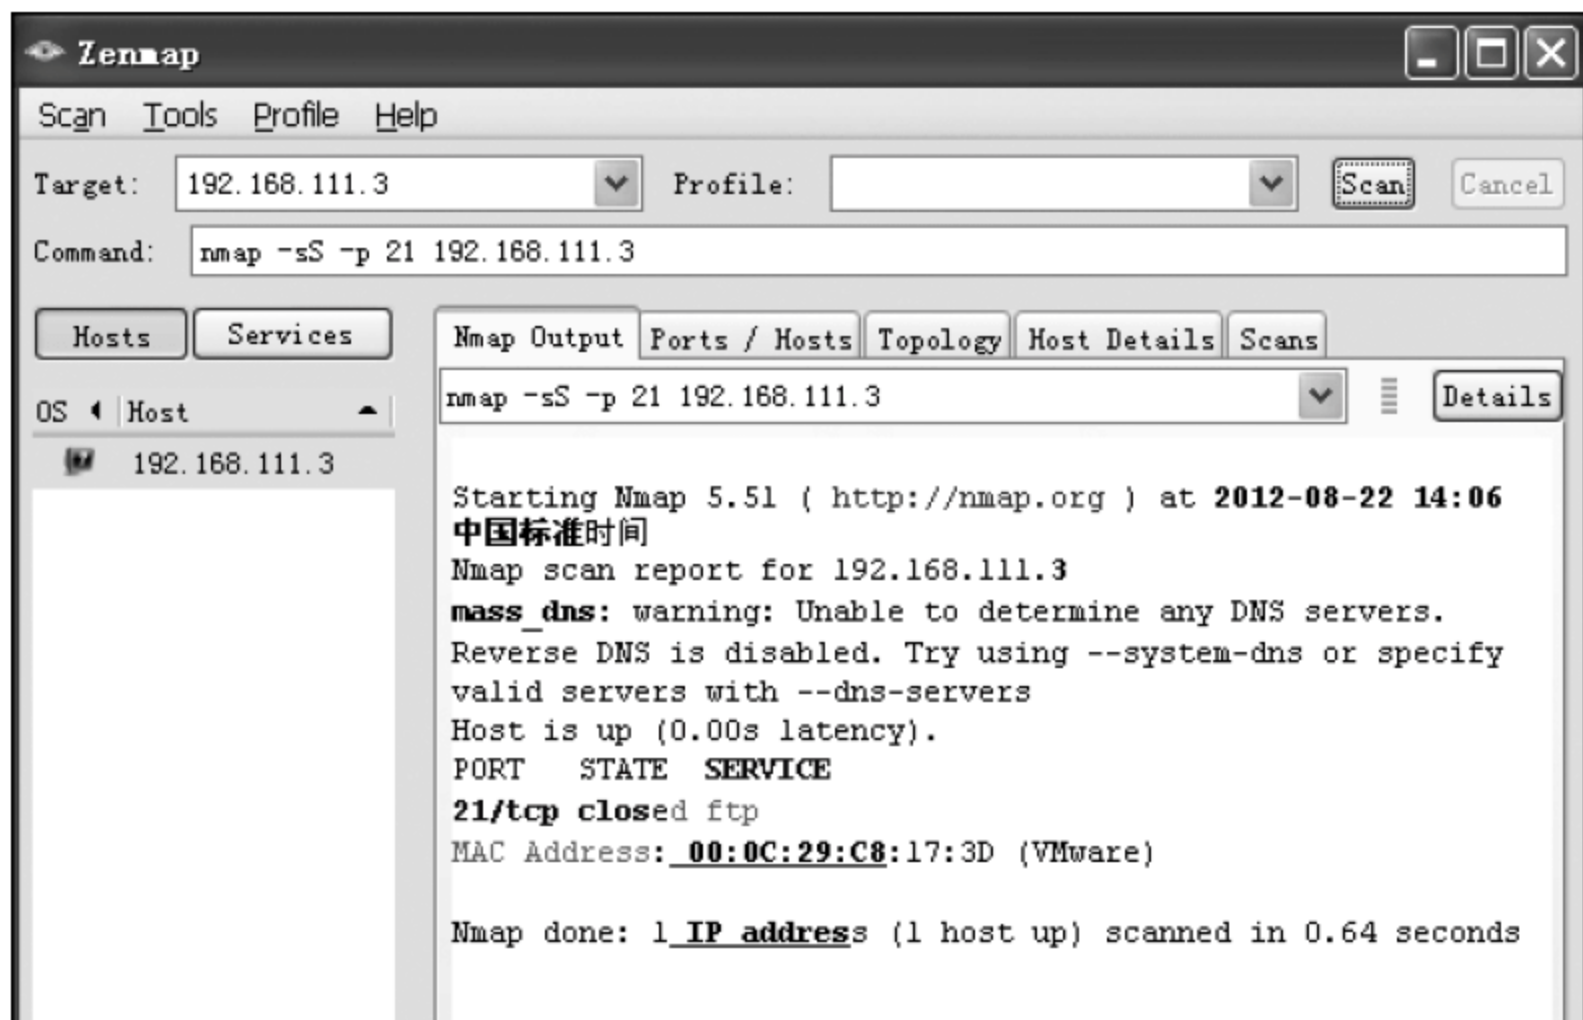 Zenmap
Scan Tools Profile Help
Target: 192.168.111.3 Profile: Scan Cancel
Command: nmap -sS -p 21 192.168.111.3
Hosts Services
Nmap Output Ports / Hosts Topology Host Details Scans
nmap -sS -p 21 192.168.111.3 Details
OS Host
192.168.111.3
Starting Nmap 5.51 ( http://nmap.org ) at 2012-08-22 14:06
中国标准时间
Nmap scan report for 192.168.111.3
mass_dns: warning: Unable to determine any DNS servers.
Reverse DNS is disabled. Try using --system-dns or specify
valid servers with --dns-servers
Host is up (0.00s latency).
PORT STATE SERVICE
21/tcp closed ftp
MAC Address: 00:0C:29:C8:17:3D (VMware)
Nmap done: 1 IP address (1 host up) scanned in 0.64 seconds